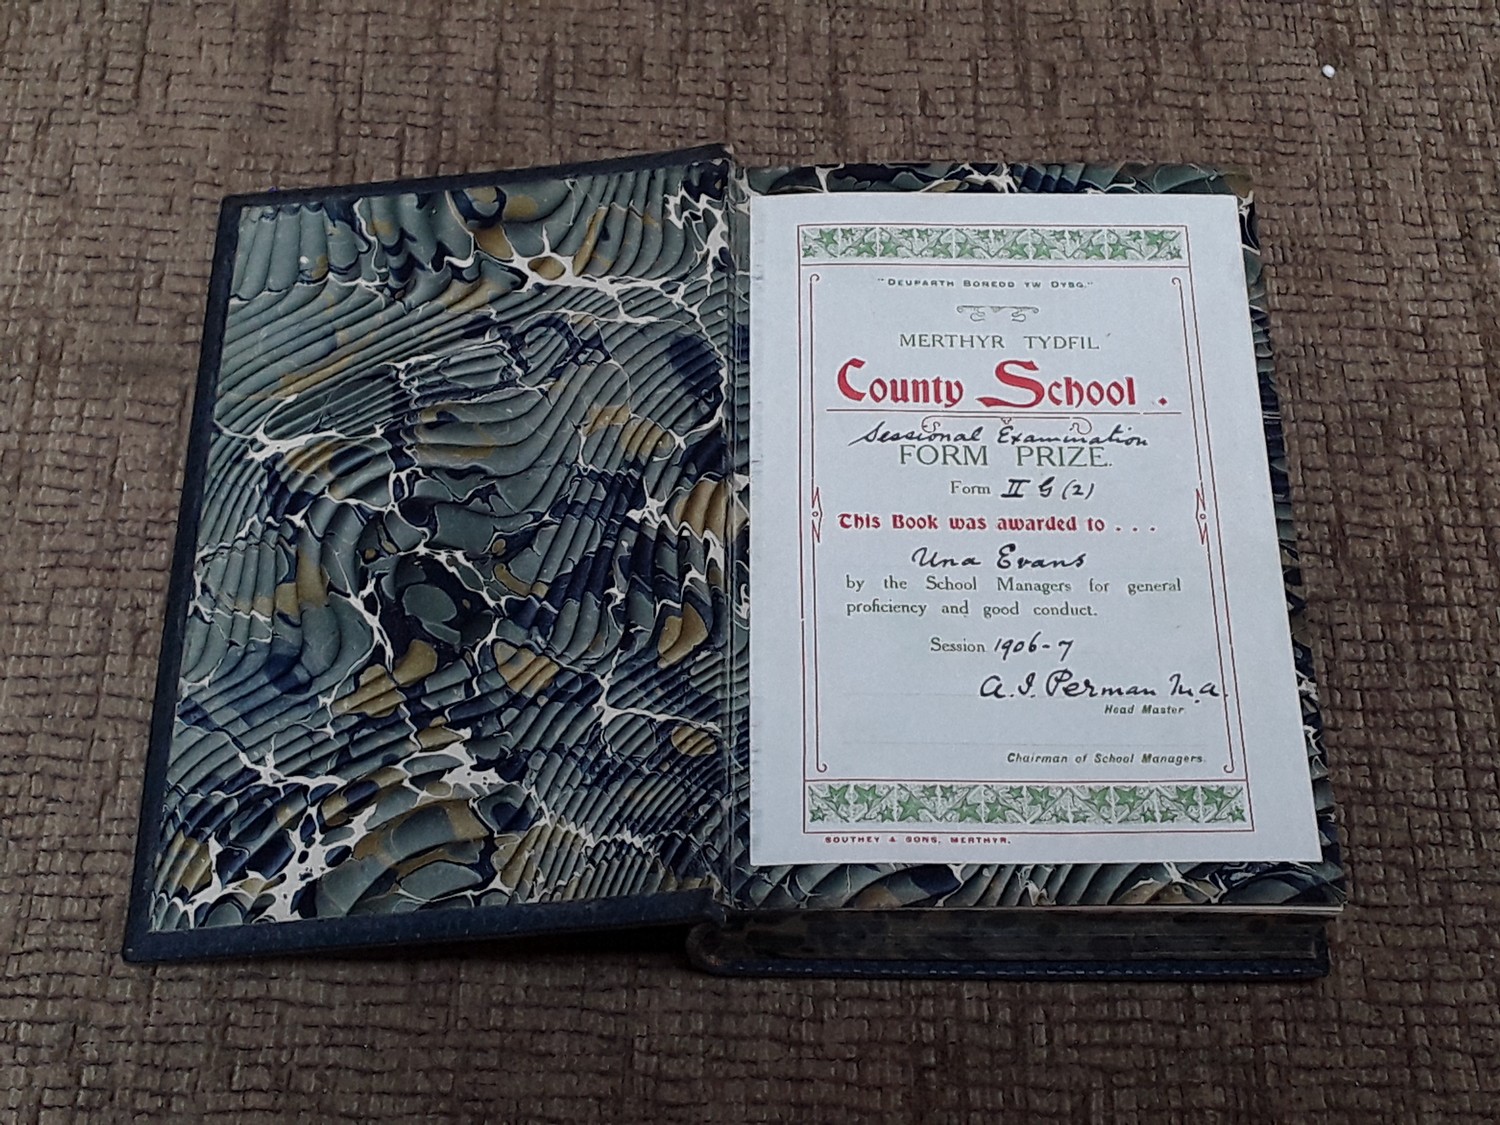 "DEUPARTH BONEDD YW DYSG."
MERTHYR TYDFIL
County School.
Sessional Examination
FORM PRIZE.
Form II G (2)
This Book was awarded to . . .
Una Evans
by the School Managers for general
proficiency and good conduct.
Session 1906-7
A. I. Perman M.A.
Head Master.
Chairman of School Managers.
SOUTHEY & SONS, MERTHYR.